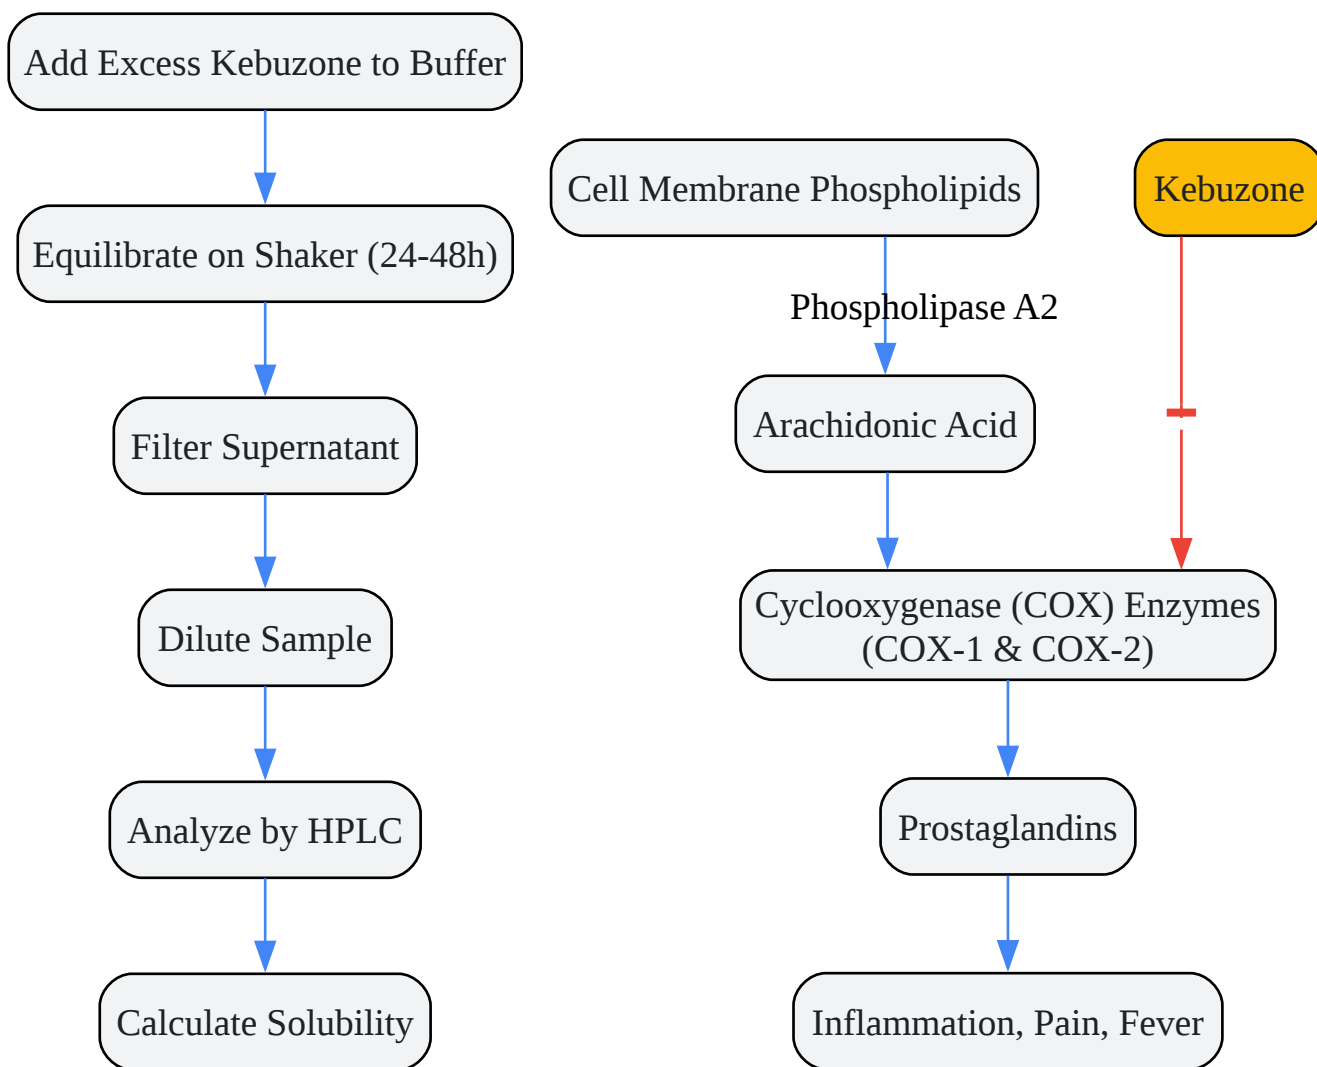 Add Excess Kebuzone to Buffer
Equilibrate on Shaker (24-48h)
Filter Supernatant
Dilute Sample
Analyze by HPLC
Calculate Solubility
Cell Membrane Phospholipids
Kebuzone
Phospholipase A2
Arachidonic Acid
Cyclooxygenase (COX) Enzymes
(COX-1 & COX-2)
Prostaglandins
Inflammation, Pain, Fever